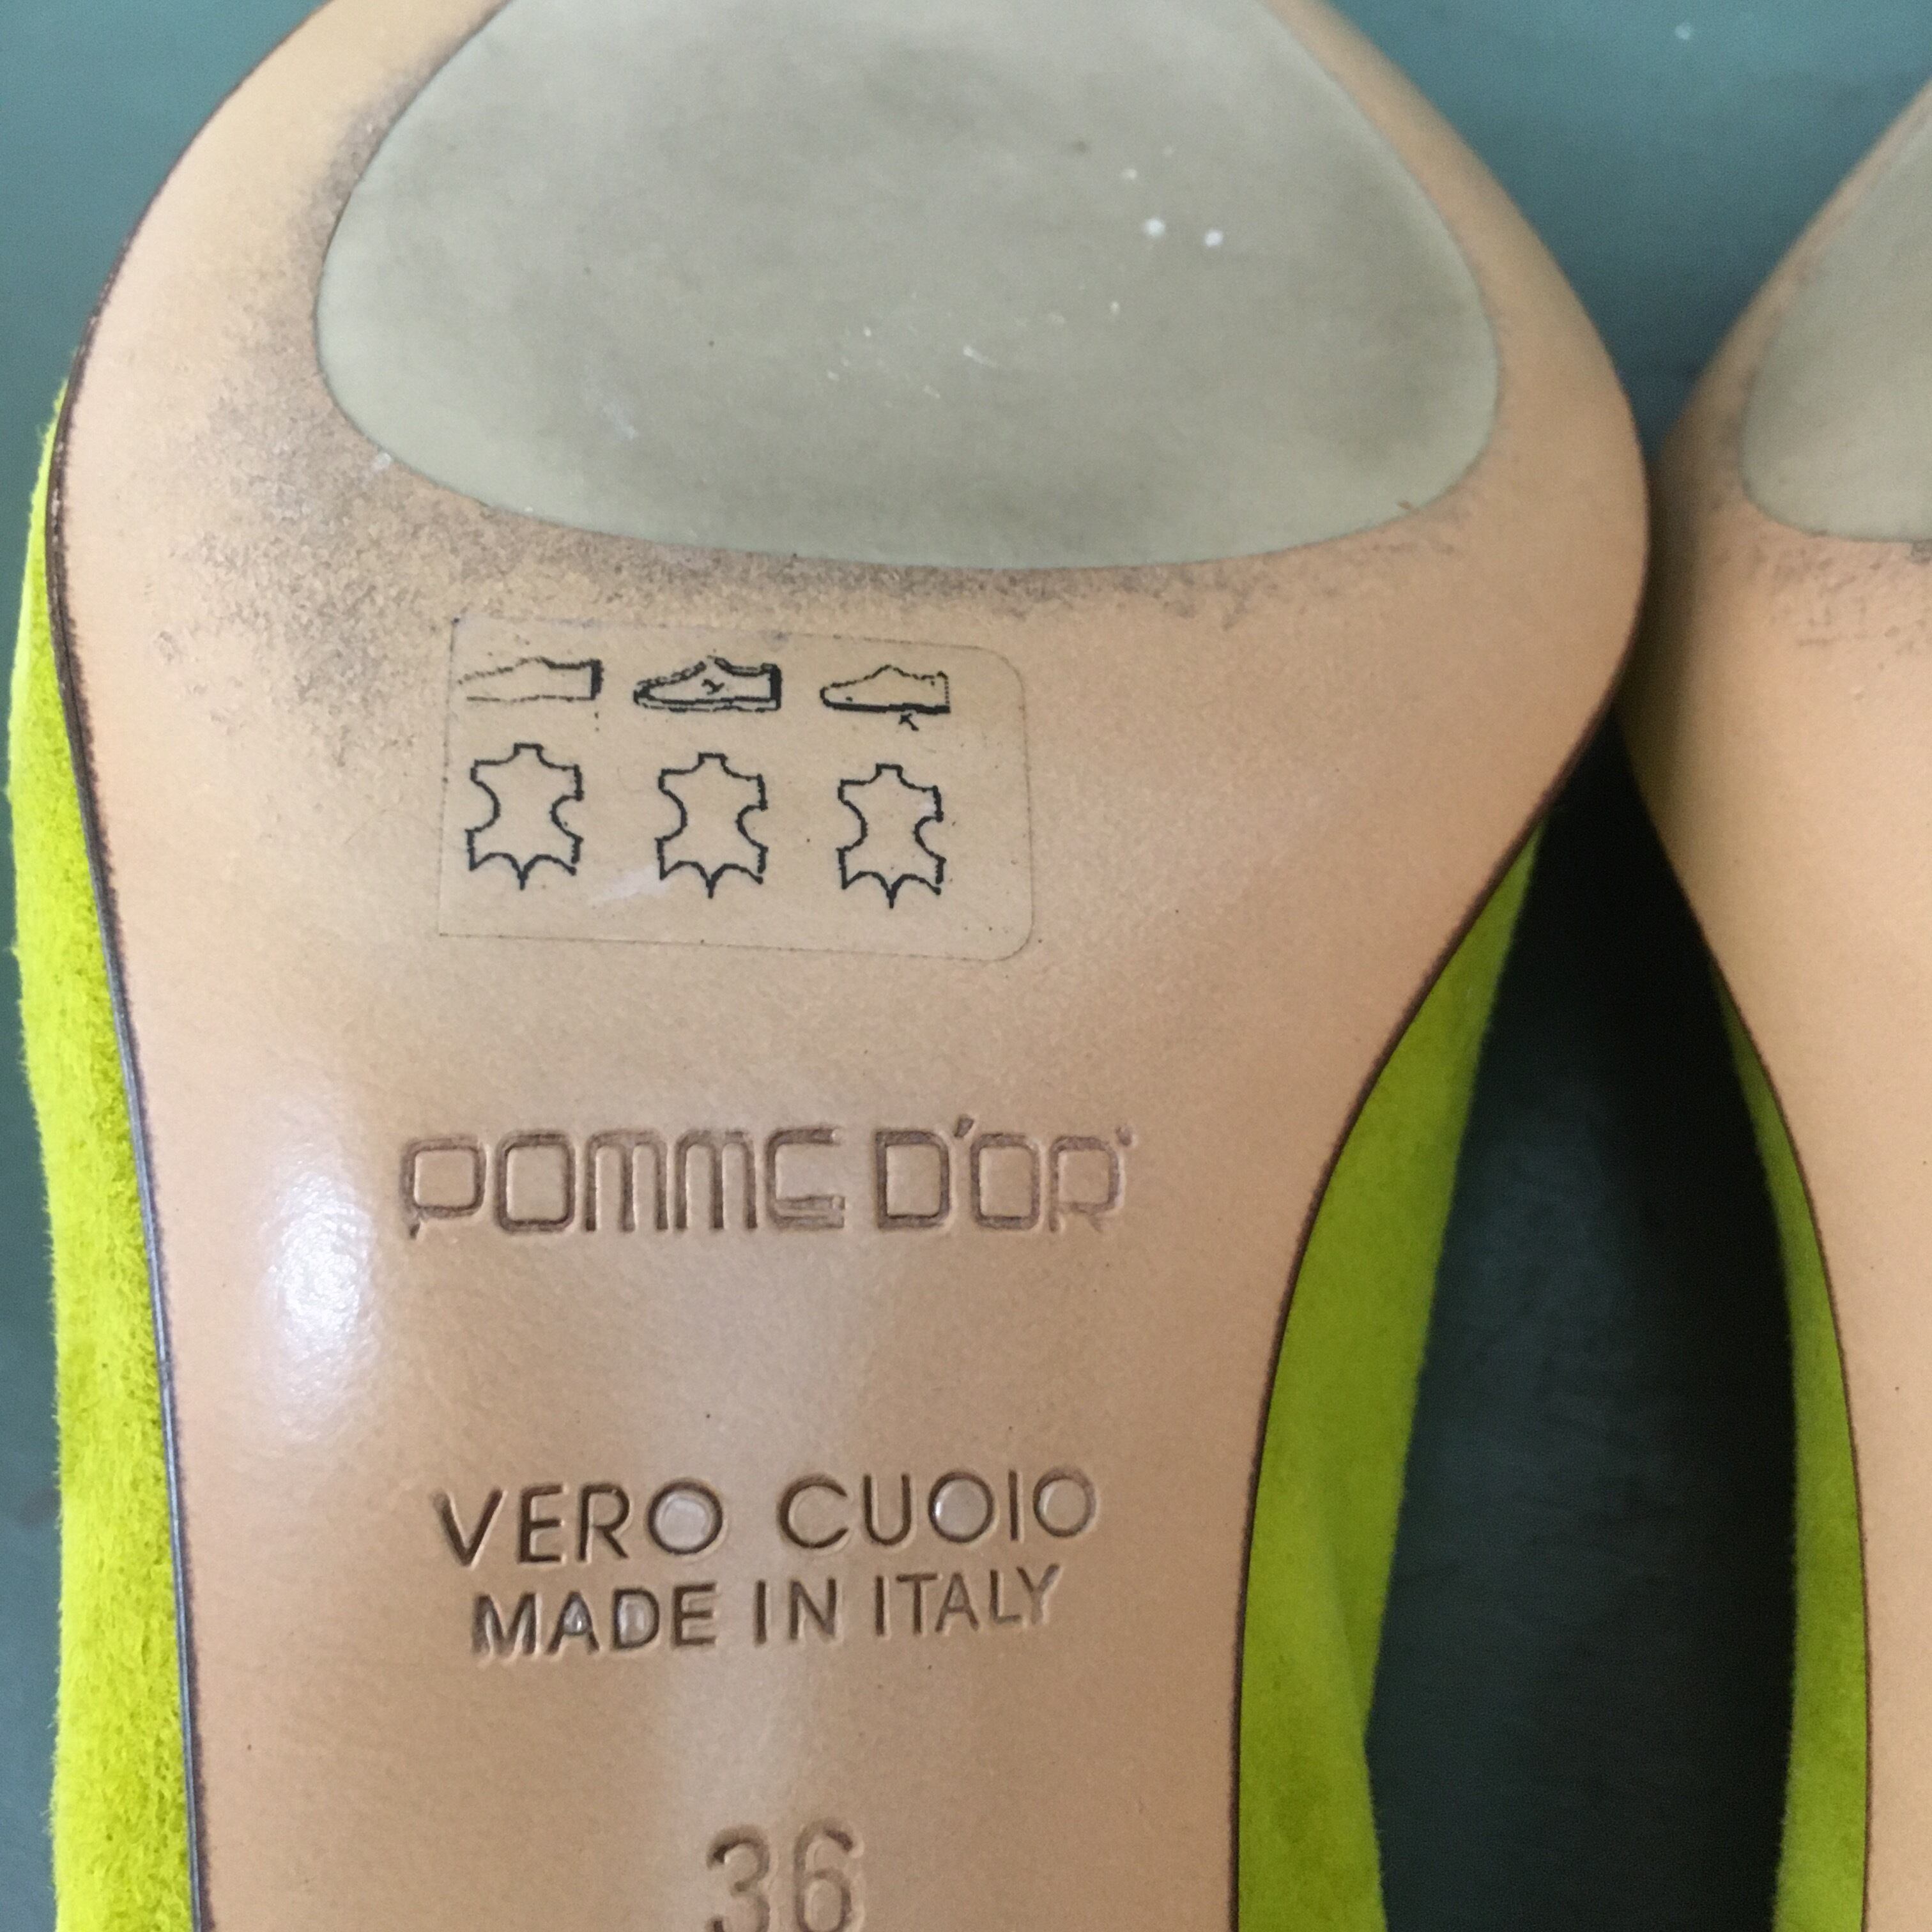 POMME D'OR
VERO CUOIO
MADE IN ITALY
36